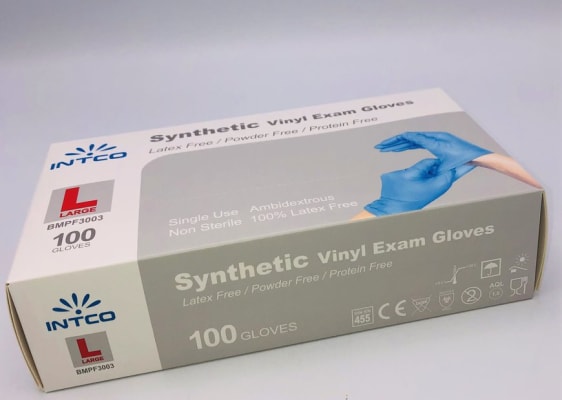 Synthetic Vinyl Exam Gloves
Latex Free / Powder Free / Protein Free
INTCO
L
LARGE
BMPF3003
100
GLOVES
Single Use Ambidextrous
Non Sterile 100% Latex Free
Synthetic Vinyl Exam Gloves
Latex Free / Powder Free / Protein Free
100 GLOVES
INTCO
L
LARGE
BMPF3003
455
CE
AQL
1.5